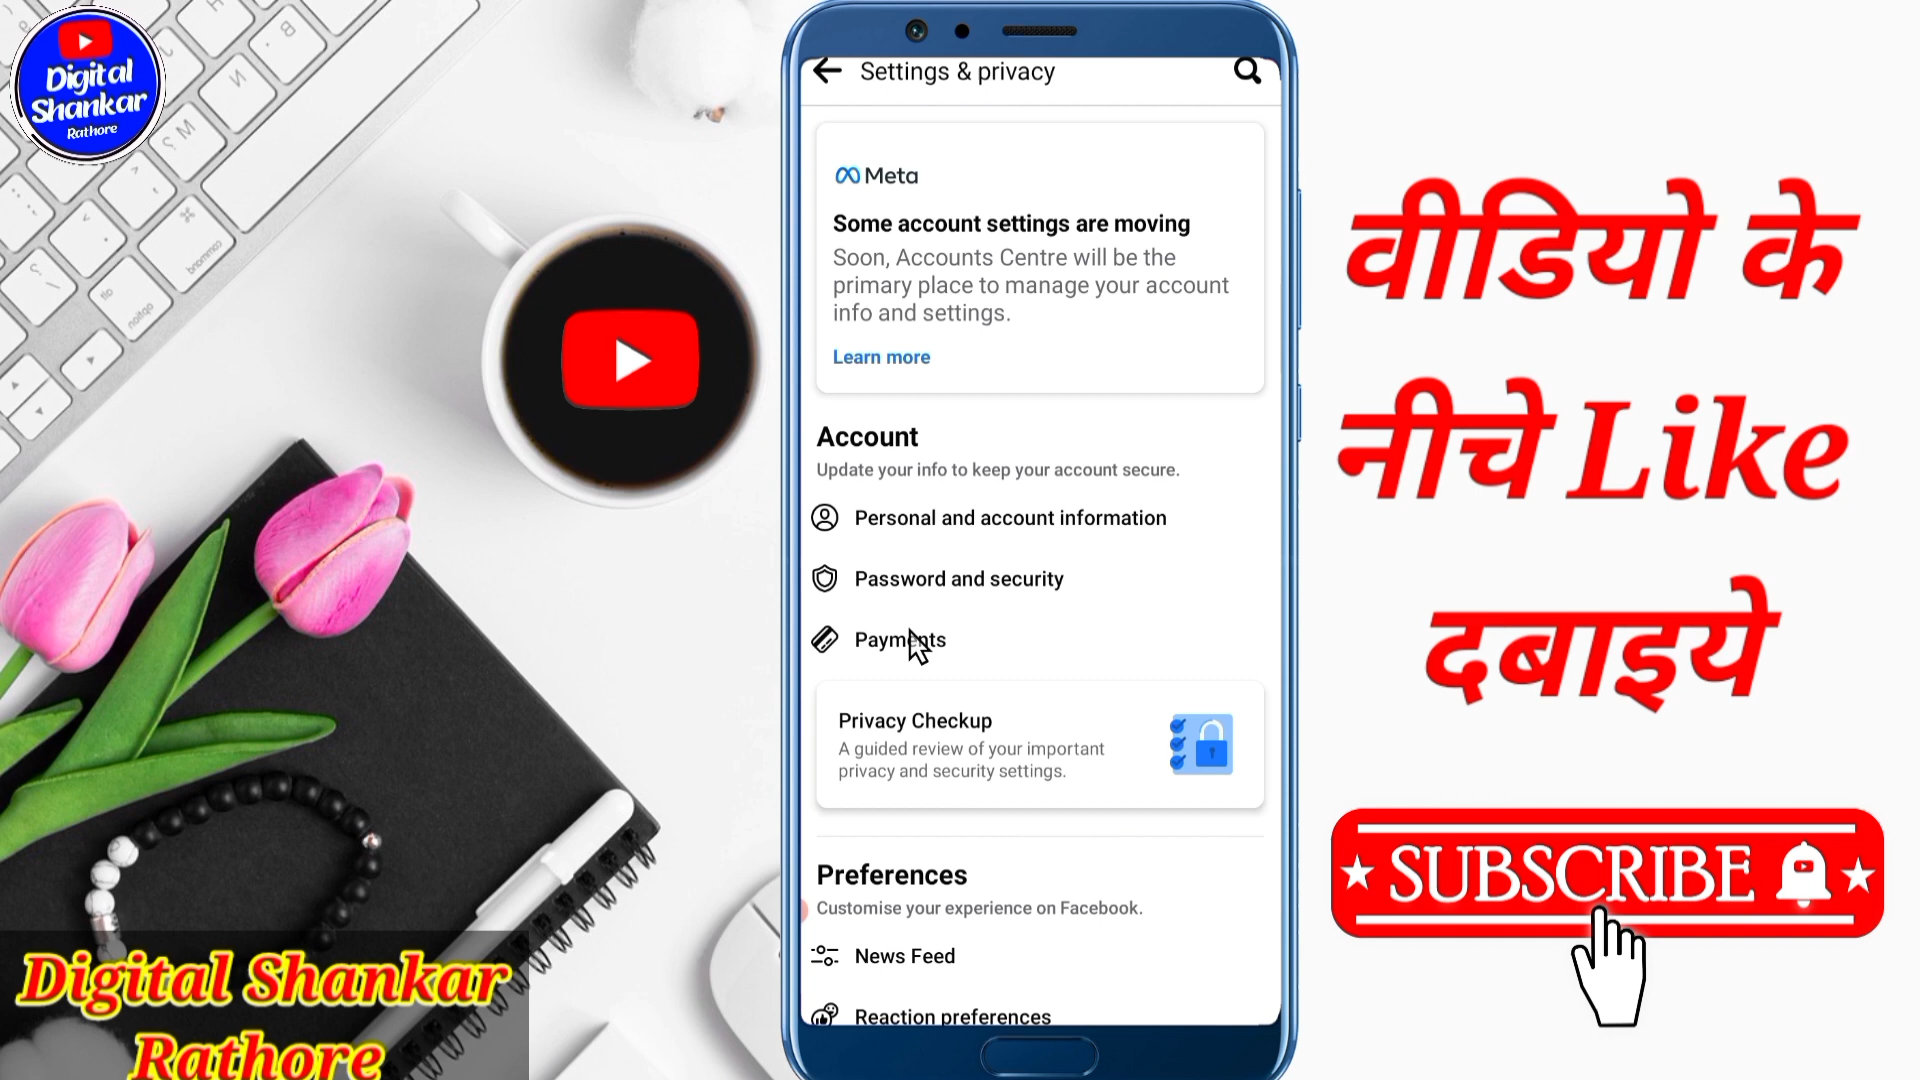 Digital
Shankar
Rathore
Settings & privacy
Meta
Some account settings are moving
Soon, Accounts Centre will be the
primary place to manage your account
info and settings.
Learn more
Account
Update your info to keep your account secure.
Personal and account information
Password and security
Payments
Privacy Checkup
A guided review of your important
privacy and security settings.
Preferences
Customise your experience on Facebook.
News Feed
Reaction preferences
वीडियो के
नीचे Like
दबाइये
SUBSCRIBE
Digital Shankar
Rathore
command
option